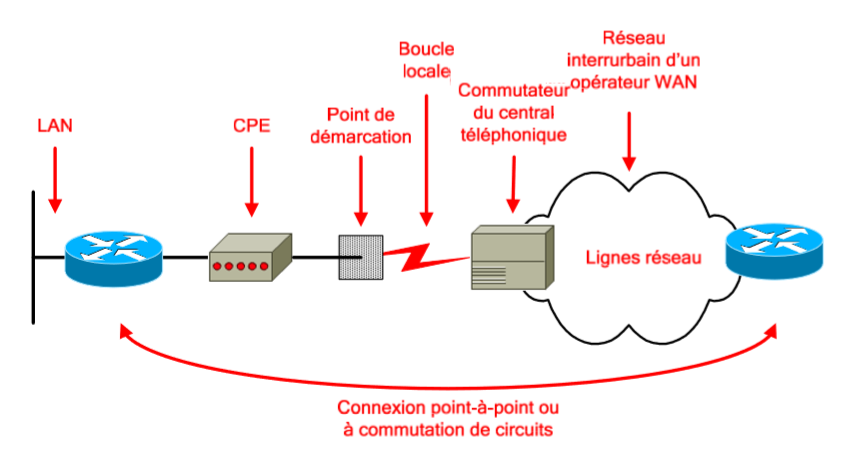 LAN
CPE
Point de
démarcation
Boucle
locale
Commutateur
du central
téléphonique
Réseau
interrurbain d'un
opérateur WAN
Lignes réseau
Connexion point-à-point ou
à commutation de circuits